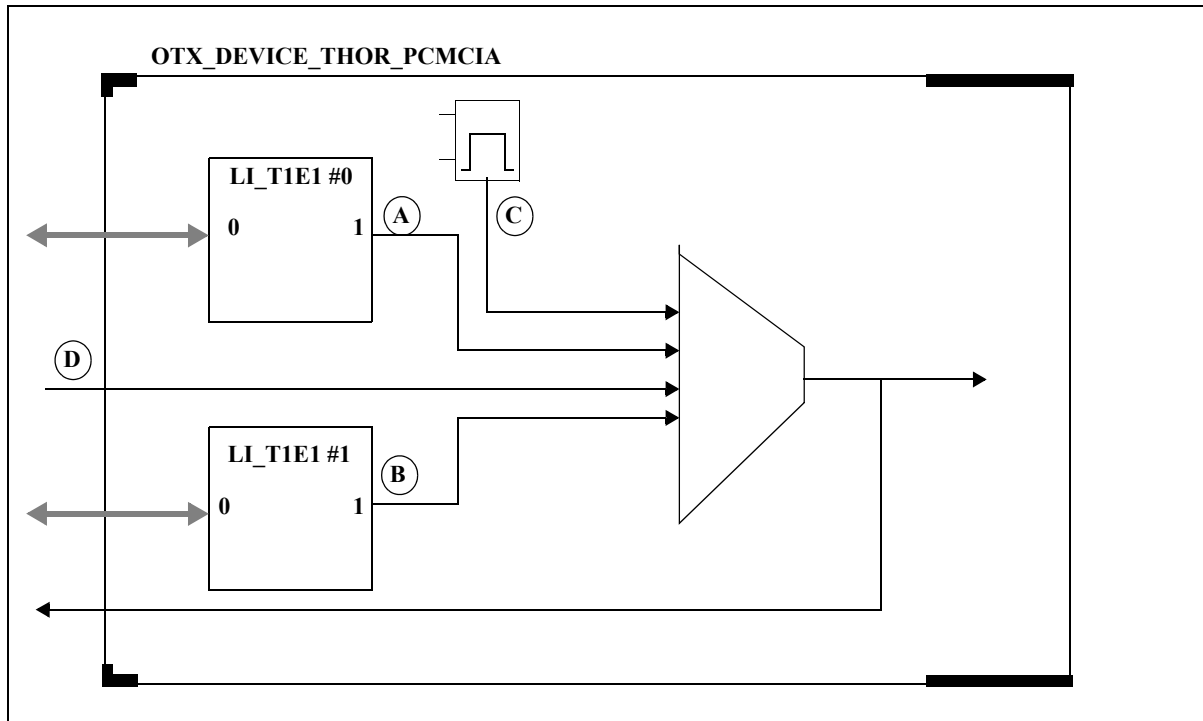 OTX_DEVICE_THOR_PCMCIA
LI_T1E1 #0
0 1
A
C
D
LI_T1E1 #1
0 1
B